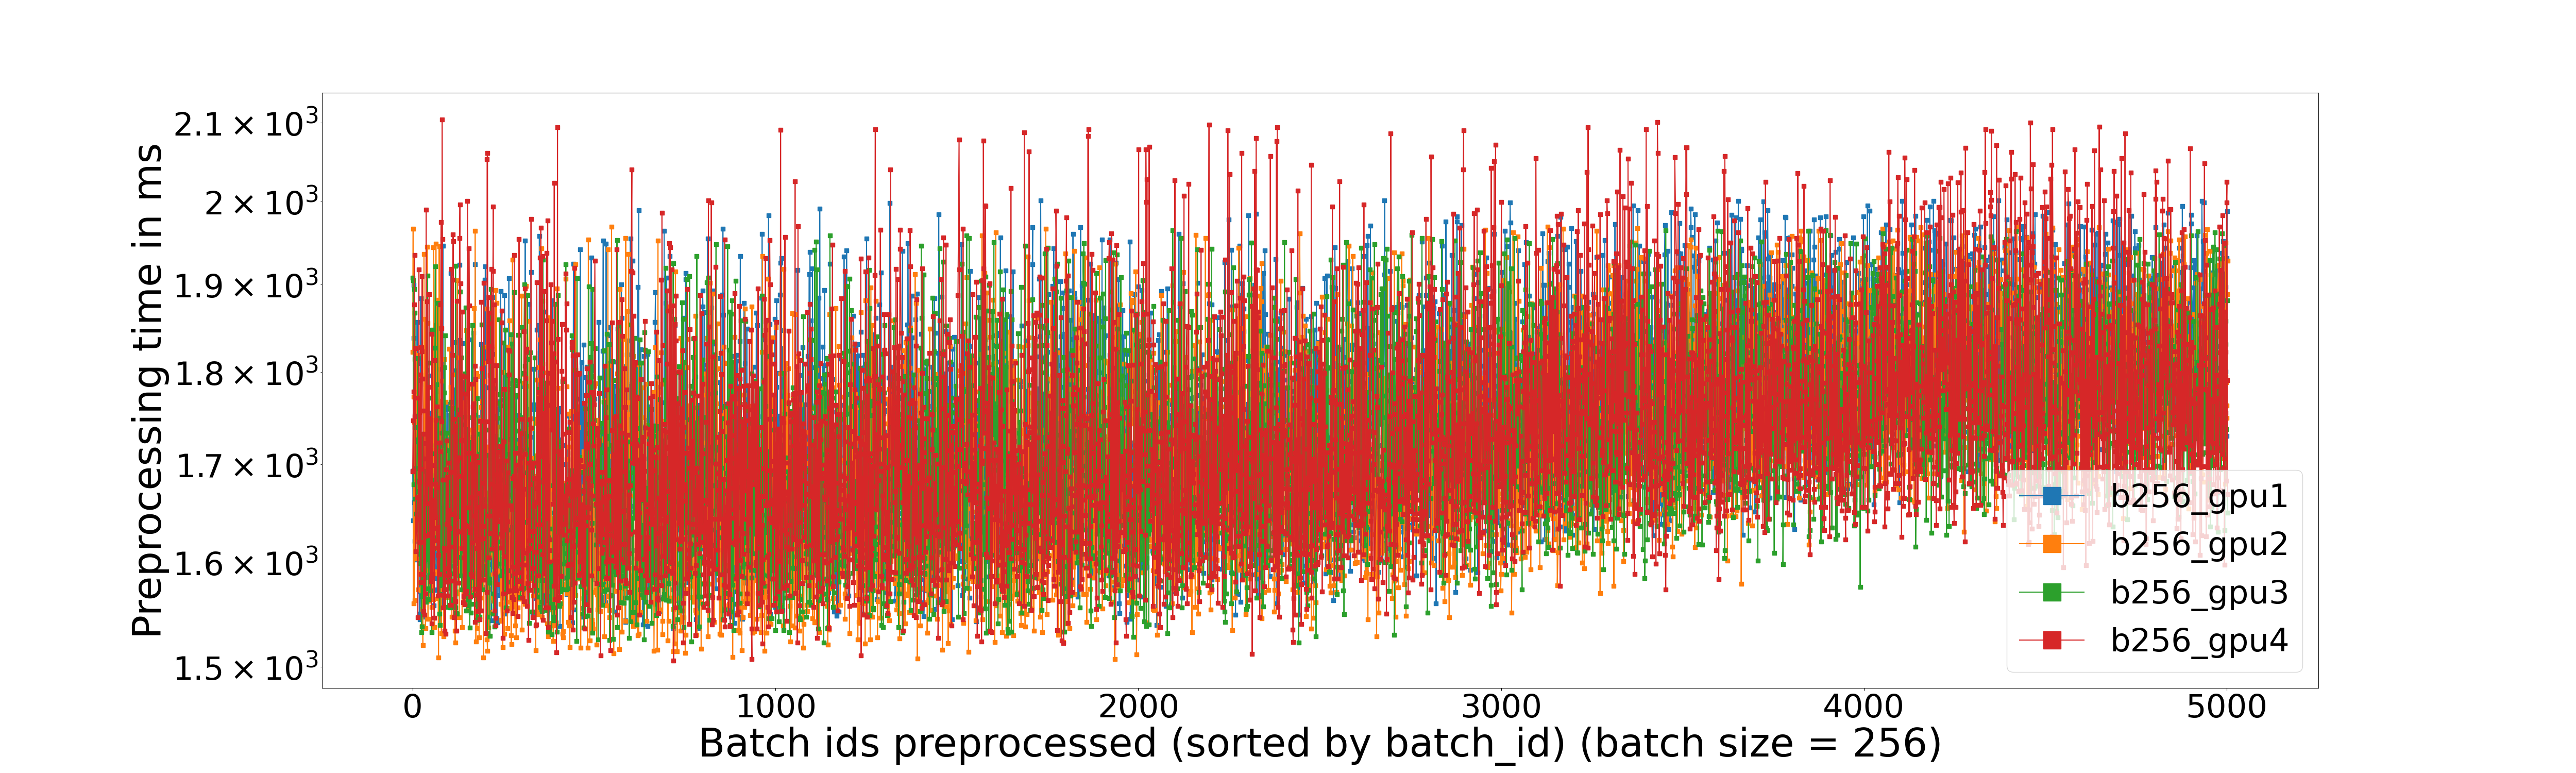 Preprocessing time in ms
2.1 × 10³
2 × 10³
1.9 × 10³
1.8 × 10³
1.7 × 10³
1.6 × 10³
1.5 × 10³
b256_gpu1
b256_gpu2
b256_gpu3
b256_gpu4
0 1000 2000 3000 4000 5000
Batch ids preprocessed (sorted by batch_id) (batch size = 256)